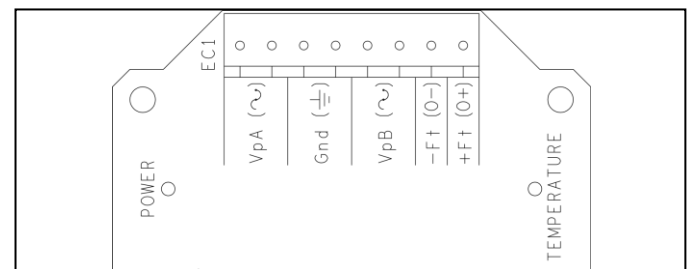 EC1
VpA (∿)
Gnd (⏚)
VpB (∿)
-Ft (0-)
+Ft (0+)
POWER
TEMPERATURE